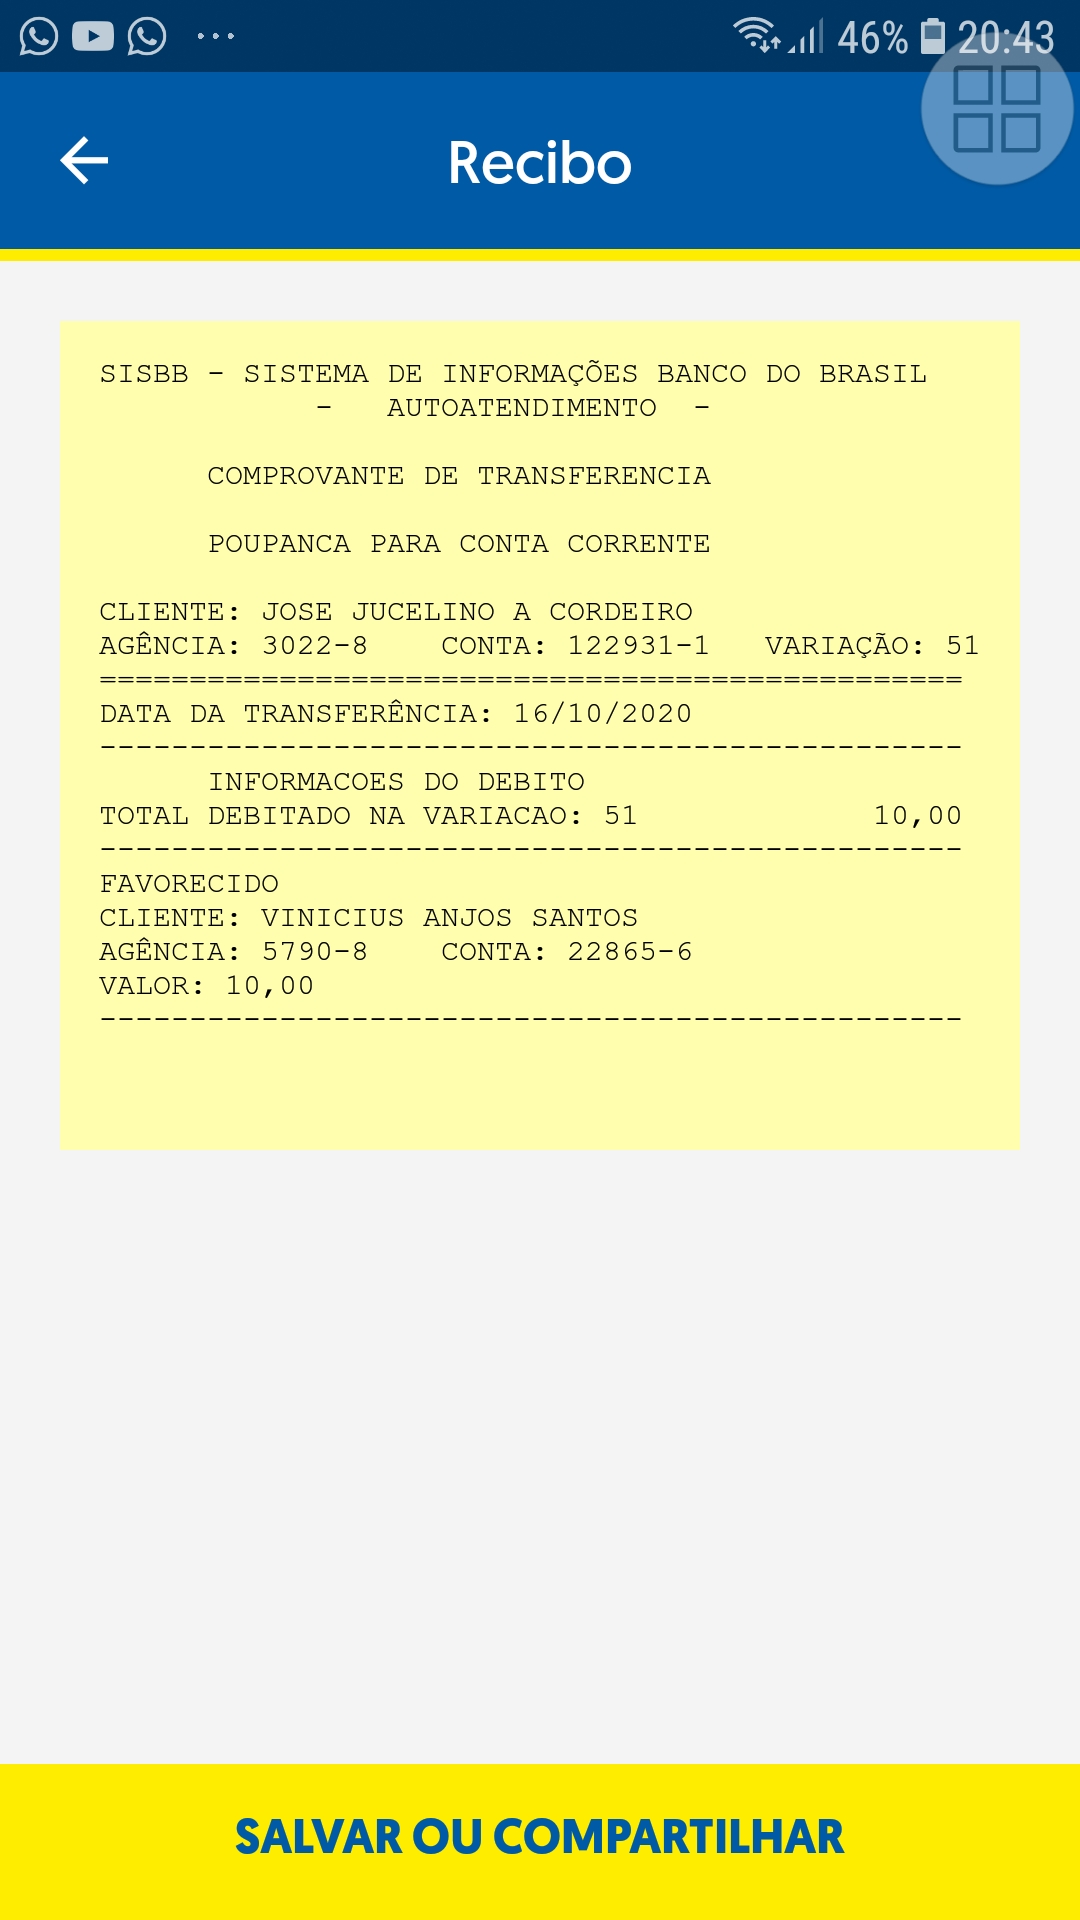 46% 20:43
Recibo
SISBB - SISTEMA DE INFORMAÇÕES BANCO DO BRASIL
- AUTOATENDIMENTO -
COMPROVANTE DE TRANSFERENCIA
POUPANCA PARA CONTA CORRENTE
CLIENTE: JOSE JUCELINO A CORDEIRO
AGÊNCIA: 3022-8 CONTA: 122931-1 VARIAÇÃO: 51
================================================
DATA DA TRANSFERÊNCIA: 16/10/2020
------------------------------------------------
INFORMACOES DO DEBITO
TOTAL DEBITADO NA VARIACAO: 51 10,00
------------------------------------------------
FAVORECIDO
CLIENTE: VINICIUS ANJOS SANTOS
AGÊNCIA: 5790-8 CONTA: 22865-6
VALOR: 10,00
------------------------------------------------
SALVAR OU COMPARTILHAR